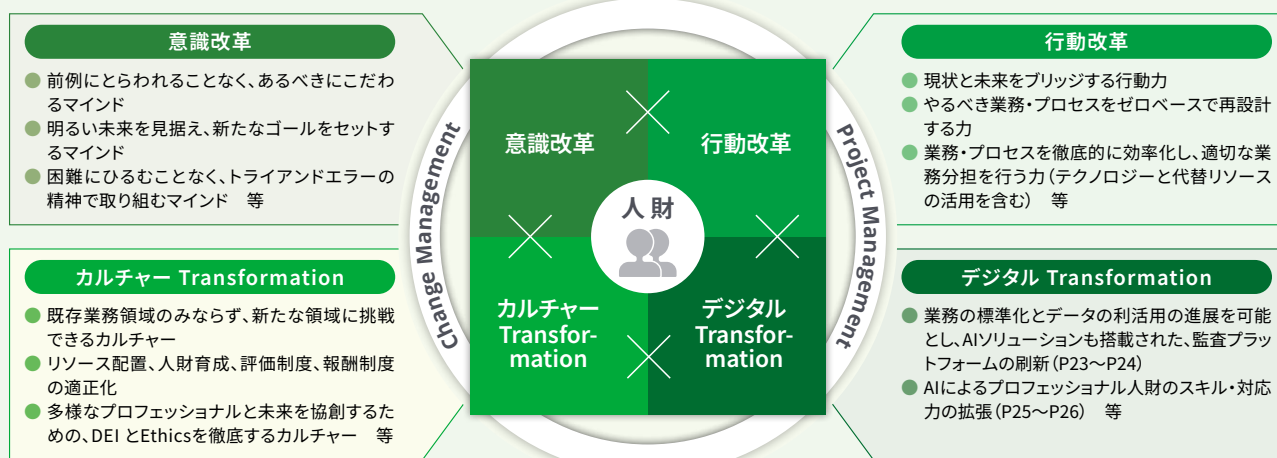 意識改革
● 前例にとらわれることなく、あるべきにこだわ
るマインド
● 明るい未来を見据え、新たなゴールをセットす
るマインド
● 困難にひるむことなく、トライアンドエラーの
精神で取り組むマインド　等
カルチャー Transformation
● 既存業務領域のみならず、新たな領域に挑戦
できるカルチャー
● リソース配置、人財育成、評価制度、報酬制度
の適正化
● 多様なプロフェッショナルと未来を協創するた
めの、DEI とEthicsを徹底するカルチャー　等
Change Management
意識改革
行動改革
人財
カルチャー
Transfor-
mation
デジタル
Transfor-
mation
Project Management
行動改革
● 現状と未来をブリッジする行動力
● やるべき業務・プロセスをゼロベースで再設計
する力
● 業務・プロセスを徹底的に効率化し、適切な業
務分担を行う力（テクノロジーと代替リソース
の活用を含む）　等
デジタル Transformation
● 業務の標準化とデータの利活用の進展を可能
とし、AIソリューションも搭載された、監査プラッ
トフォームの刷新（P23～P24）
● AIによるプロフェッショナル人財のスキル・対応
力の拡張（P25～P26）　等